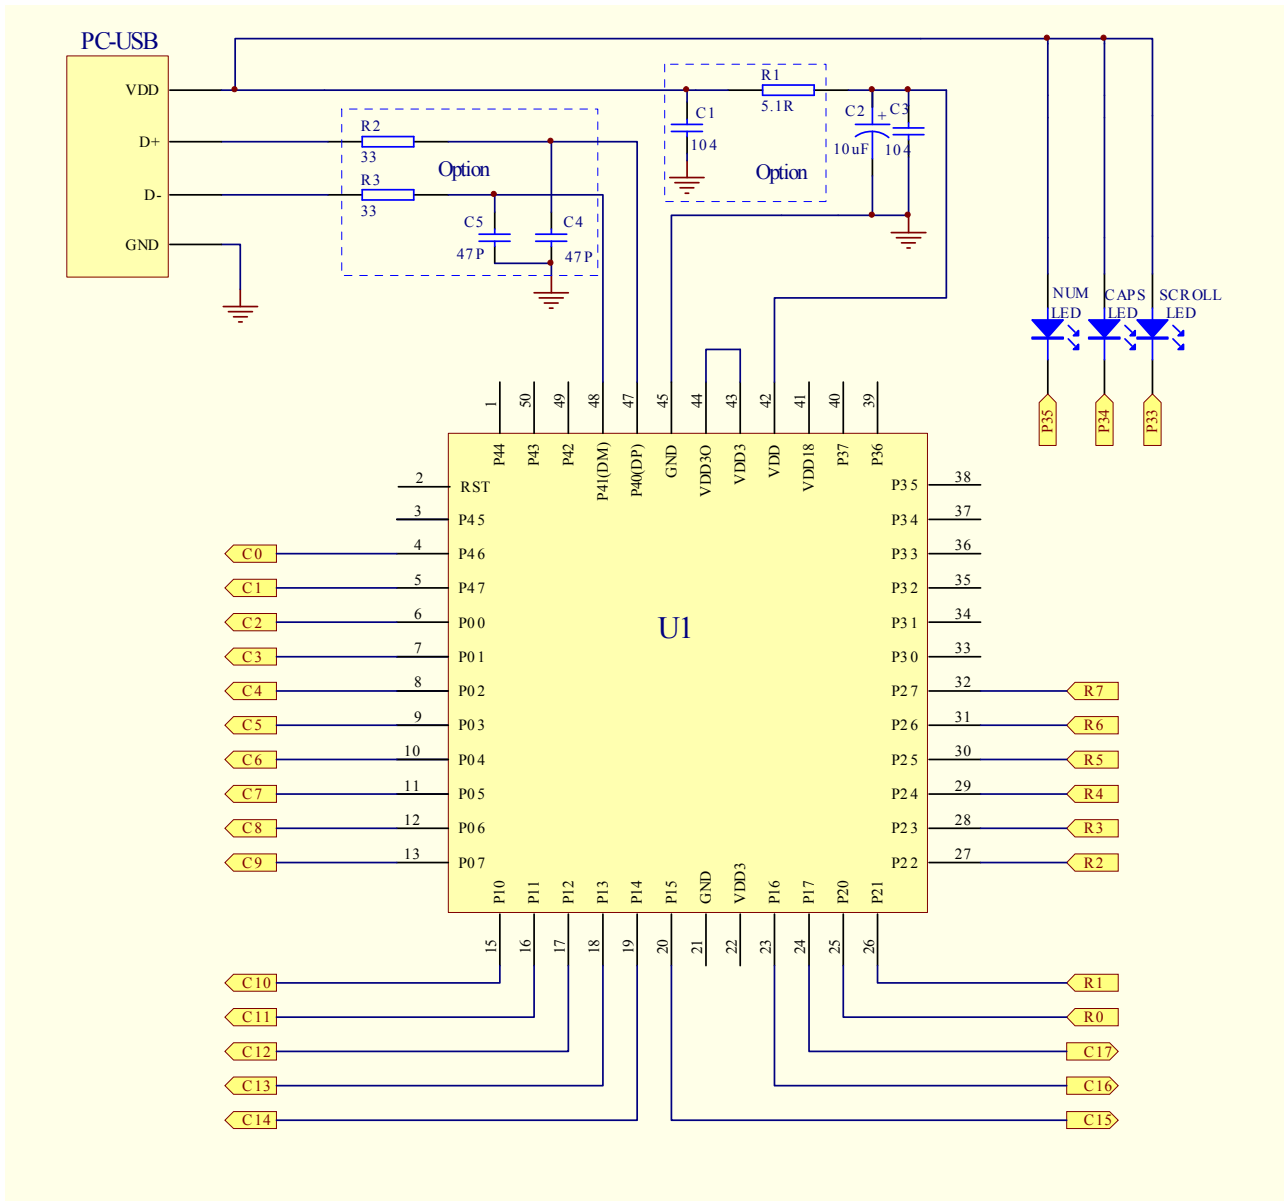 PC-USB
VDD
D+
D-
GND
R2
33
R3
33
Option
C5
47P
C4
47P
C1
104
R1
5.1R
Option
C2
+
10uF
C3
104
NUM
LED
CAPS
LED
SCROLL
LED
P35
P34
P33
1
50
49
48
47
45
44
43
42
41
40
39
P44
P43
P42
P41(DM)
P40(DP)
GND
VDD3O
VDD3
VDD
VDD18
P37
P36
2
RST
3
P45
C0
4
P46
C1
5
P47
C2
6
P00
C3
7
P01
C4
8
P02
C5
9
P03
C6
10
P04
C7
11
P05
C8
12
P06
C9
13
P07
U1
P35
38
P34
37
P33
36
P32
35
P31
34
P30
33
P27
32
R7
P26
31
R6
P25
30
R5
P24
29
R4
P23
28
R3
P22
27
R2
P10
P11
P12
P13
P14
P15
GND
VDD3
P16
P17
P20
P21
15
16
17
18
19
20
21
22
23
24
25
26
C10
C11
C12
C13
C14
R1
R0
C17
C16
C15